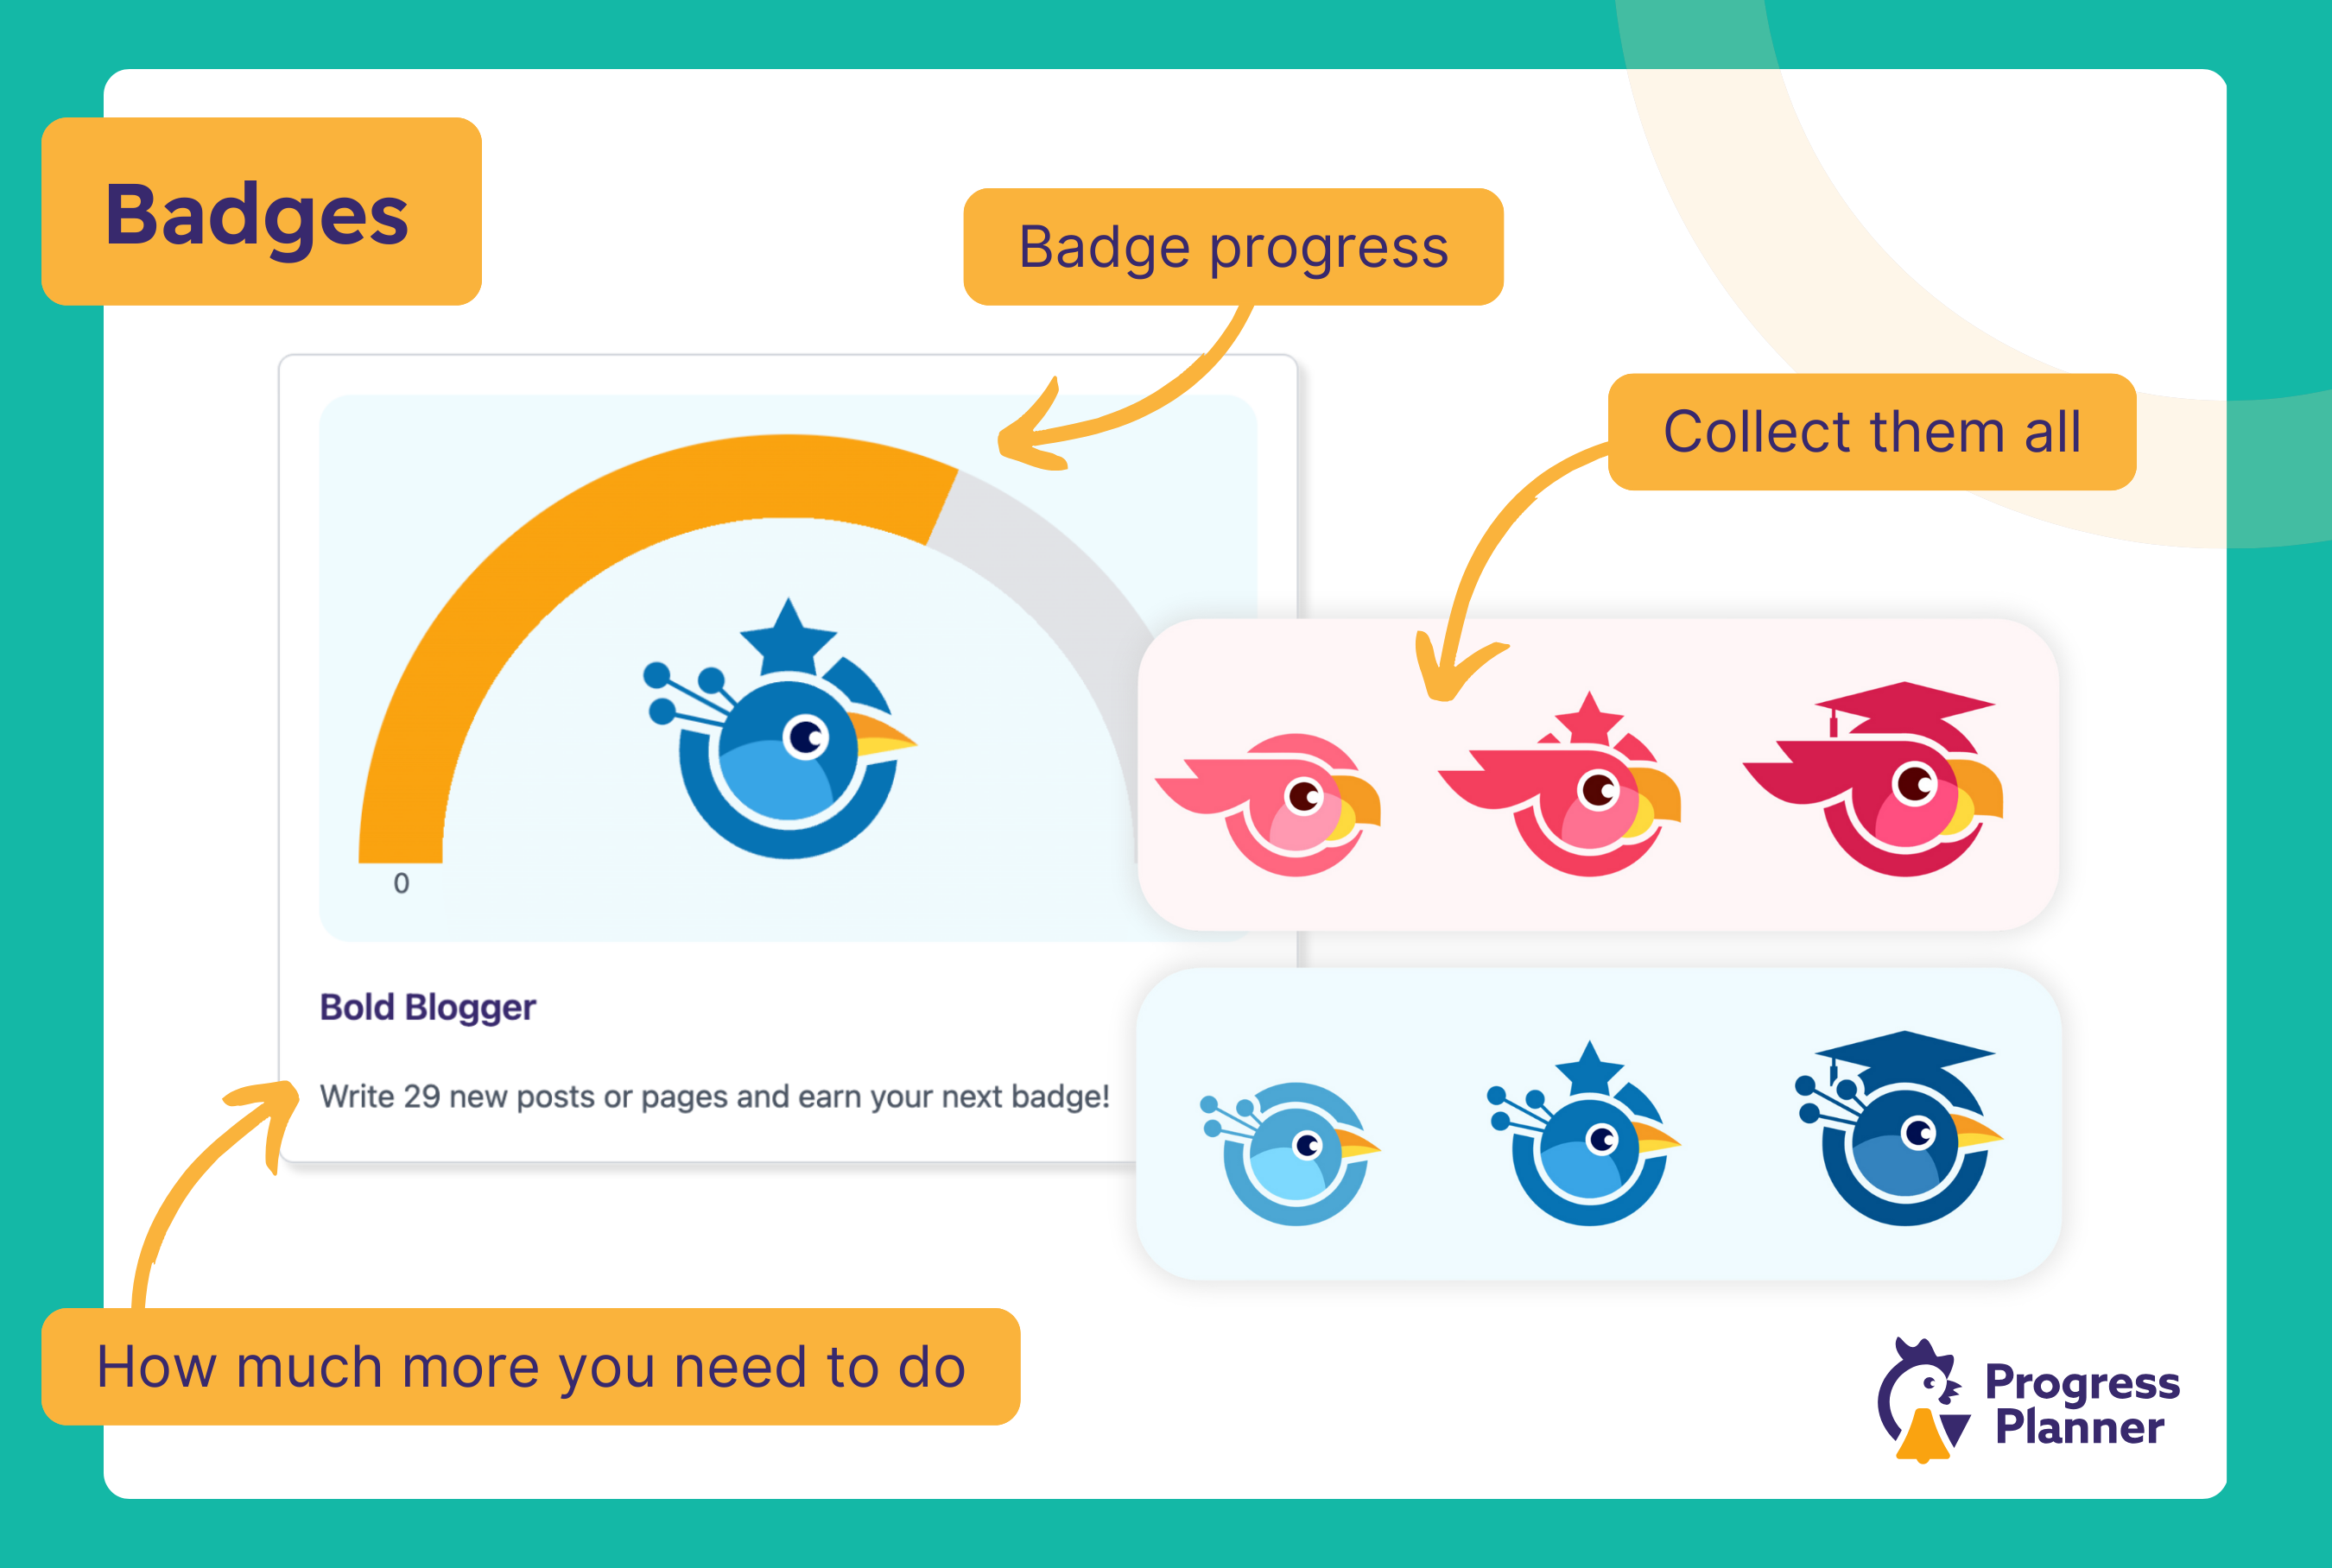 Badges
Badge progress
Collect them all
0
Bold Blogger
Write 29 new posts or pages and earn your next badge!
How much more you need to do
Progress
Planner